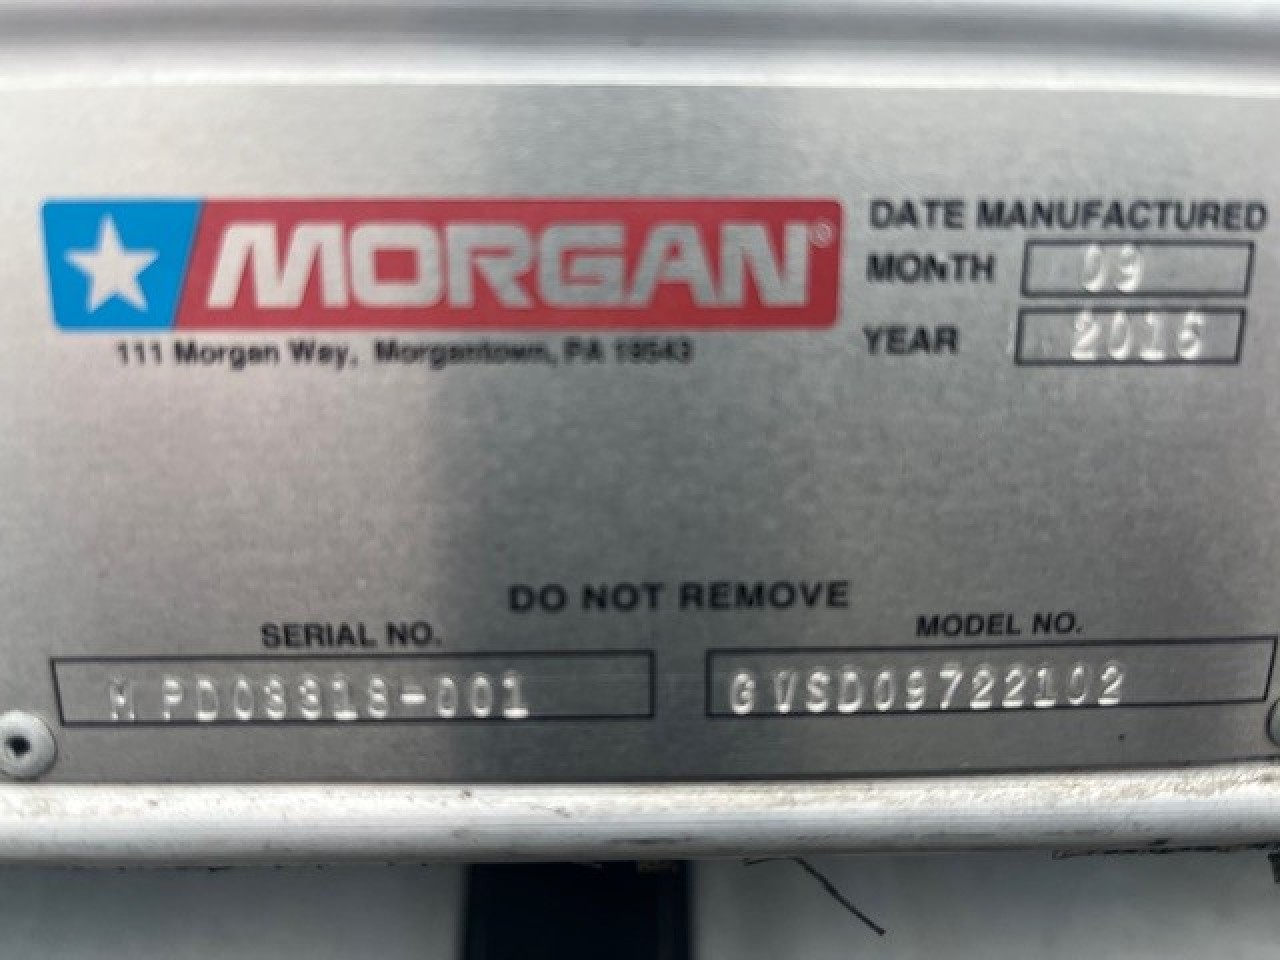 MORGAN®
111 Morgan Way, Morgantown, PA 19543
DATE MANUFACTURED
MONTH 09
YEAR 2016
DO NOT REMOVE
SERIAL NO.
MPD03318-001
MODEL NO.
GVSD09722102